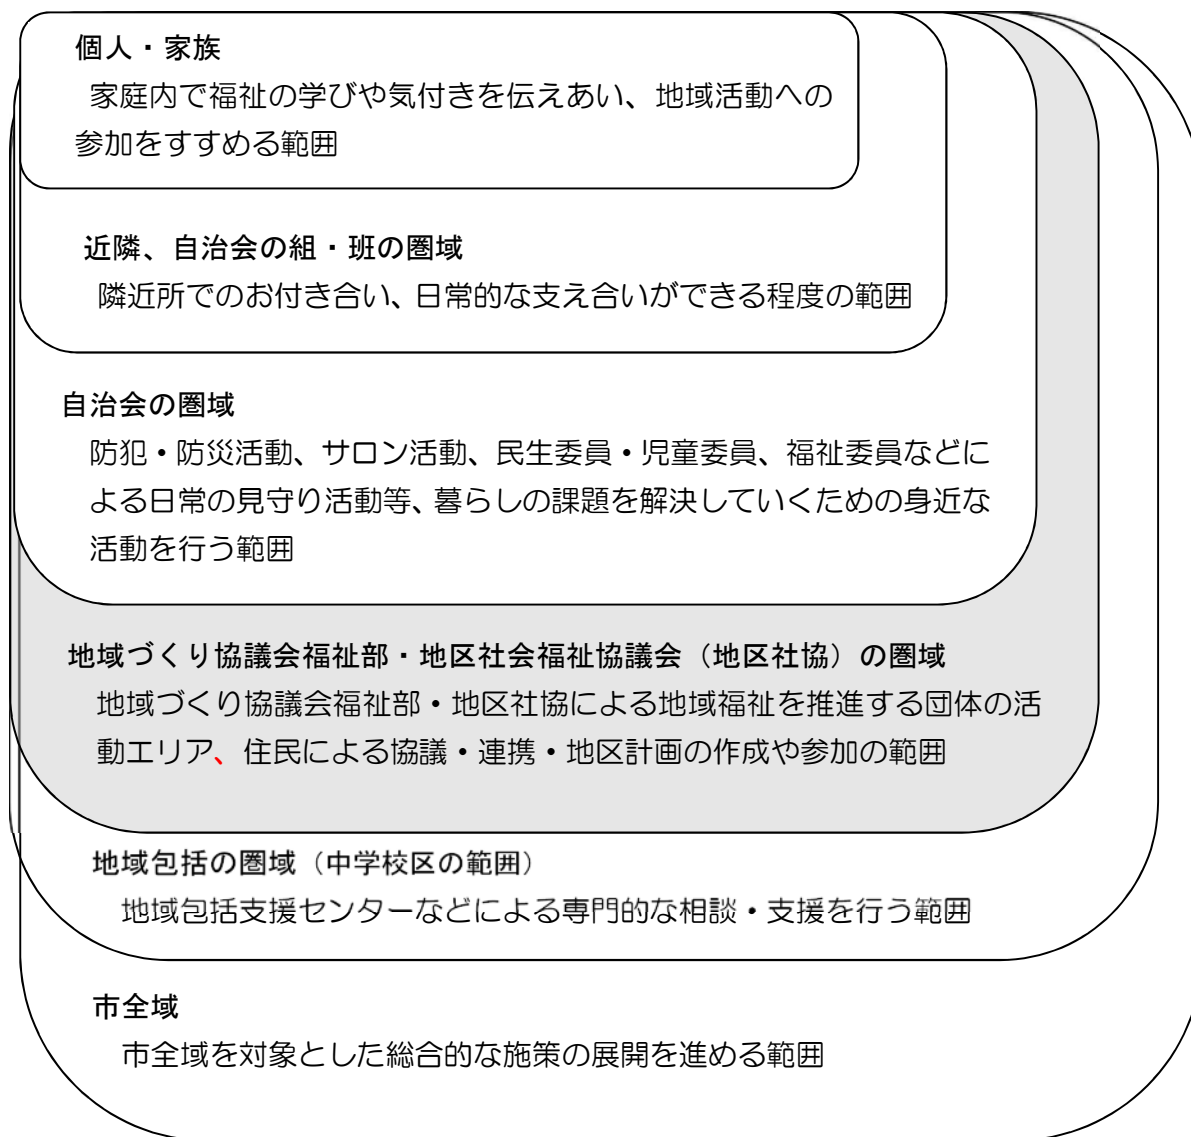 個人・家族
家庭内で福祉の学びや気付きを伝えあい、地域活動への
参加をすすめる範囲
近隣、自治会の組・班の圏域
隣近所でのお付き合い、日常的な支え合いができる程度の範囲
自治会の圏域
防犯・防災活動、サロン活動、民生委員・児童委員、福祉委員などに
よる日常の見守り活動等、暮らしの課題を解決していくための身近な
活動を行う範囲
地域づくり協議会福祉部・地区社会福祉協議会（地区社協）の圏域
地域づくり協議会福祉部・地区社協による地域福祉を推進する団体の活
動エリア、住民による協議・連携・地区計画の作成や参加の範囲
地域包括の圏域（中学校区の範囲）
地域包括支援センターなどによる専門的な相談・支援を行う範囲
市全域
市全域を対象とした総合的な施策の展開を進める範囲